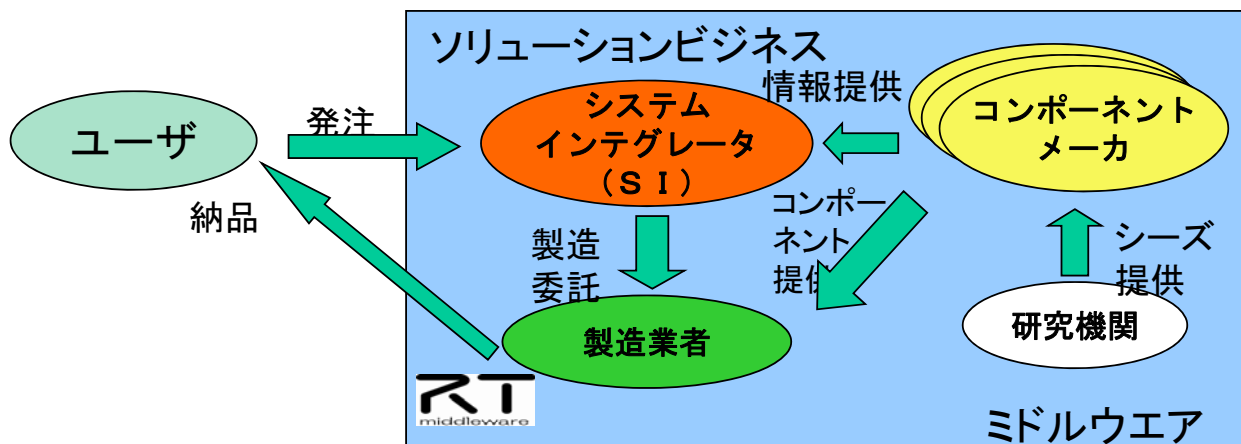 ソリューションビジネス
ユーザ
発注
納品
システム
インテグレータ
(ＳＩ)
情報提供
コンポーネント
メーカ
製造
委託
コンポー
ネント
提供
シーズ
提供
製造業者
研究機関
RT
middleware
ミドルウエア